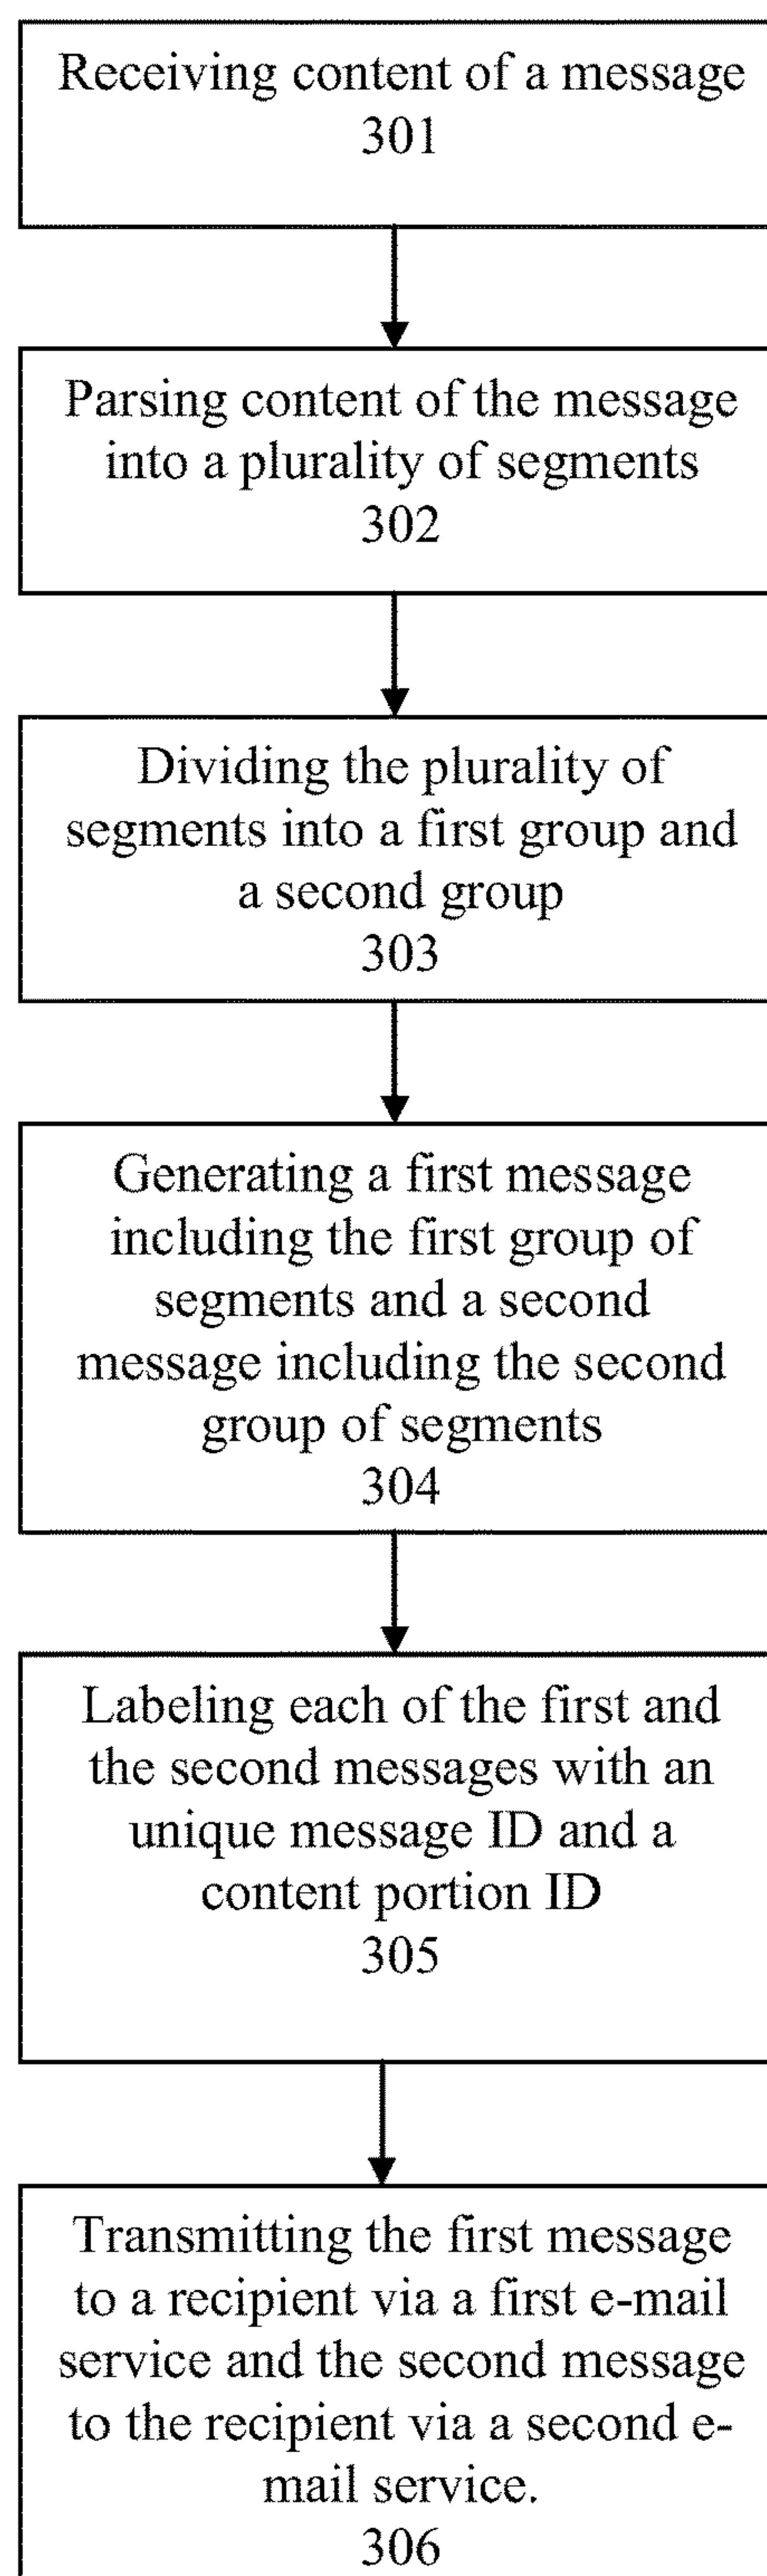 Receiving content of a message
301
Parsing content of the message
into a plurality of segments
302
Dividing the plurality of
segments into a first group and
a second group
303
Generating a first message
including the first group of
segments and a second
message including the second
group of segments
304
Labeling each of the first and
the second messages with an
unique message ID and a
content portion ID
305
Transmitting the first message
to a recipient via a first e-mail
service and the second message
to the recipient via a second e-
mail service.
306